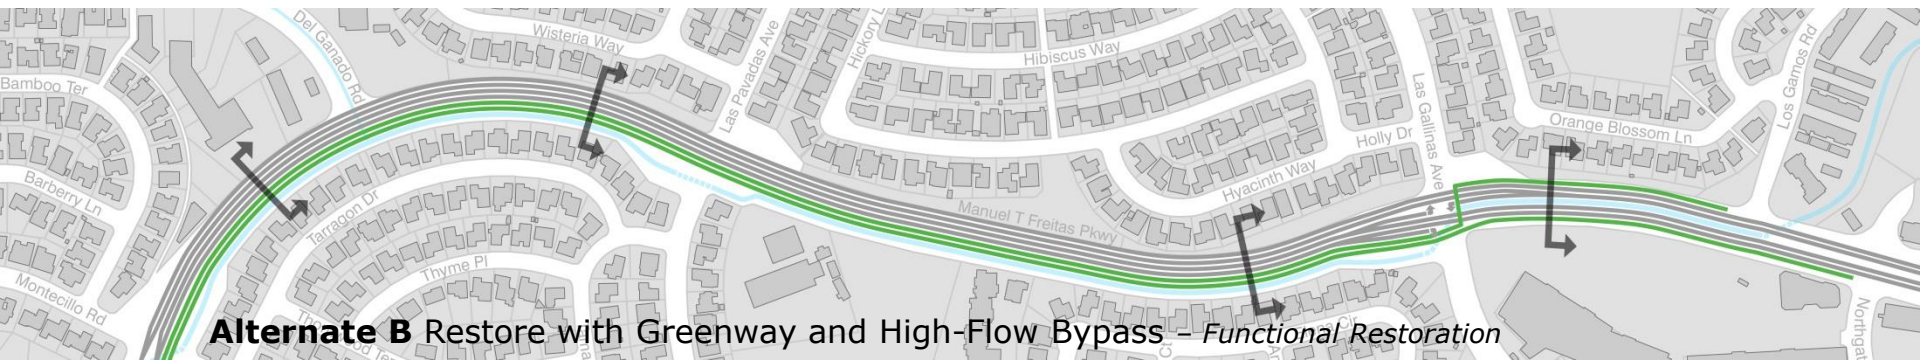 Del Ganado Rd
Wisteria Way
Las Pavadas Ave
Hickory L
Hibiscus Way
Las Gallinas Ave
Los Gamos Rd
Bamboo Ter
Orange Blossom Ln
Holly Dr
Hyacinth Way
Barberry Ln
Tarragon Dr
Manuel T Freitas Pkwy
Thyme Pl
Montecillo Rd
Northga
Alternate B Restore with Greenway and High-Flow Bypass – Functional Restoration